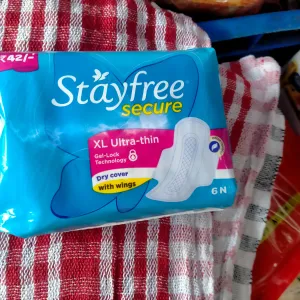 ₹42/-
Stayfree
secure
XL Ultra-thin
Gel-Lock
Technology
Dry cover
with wings
6 N